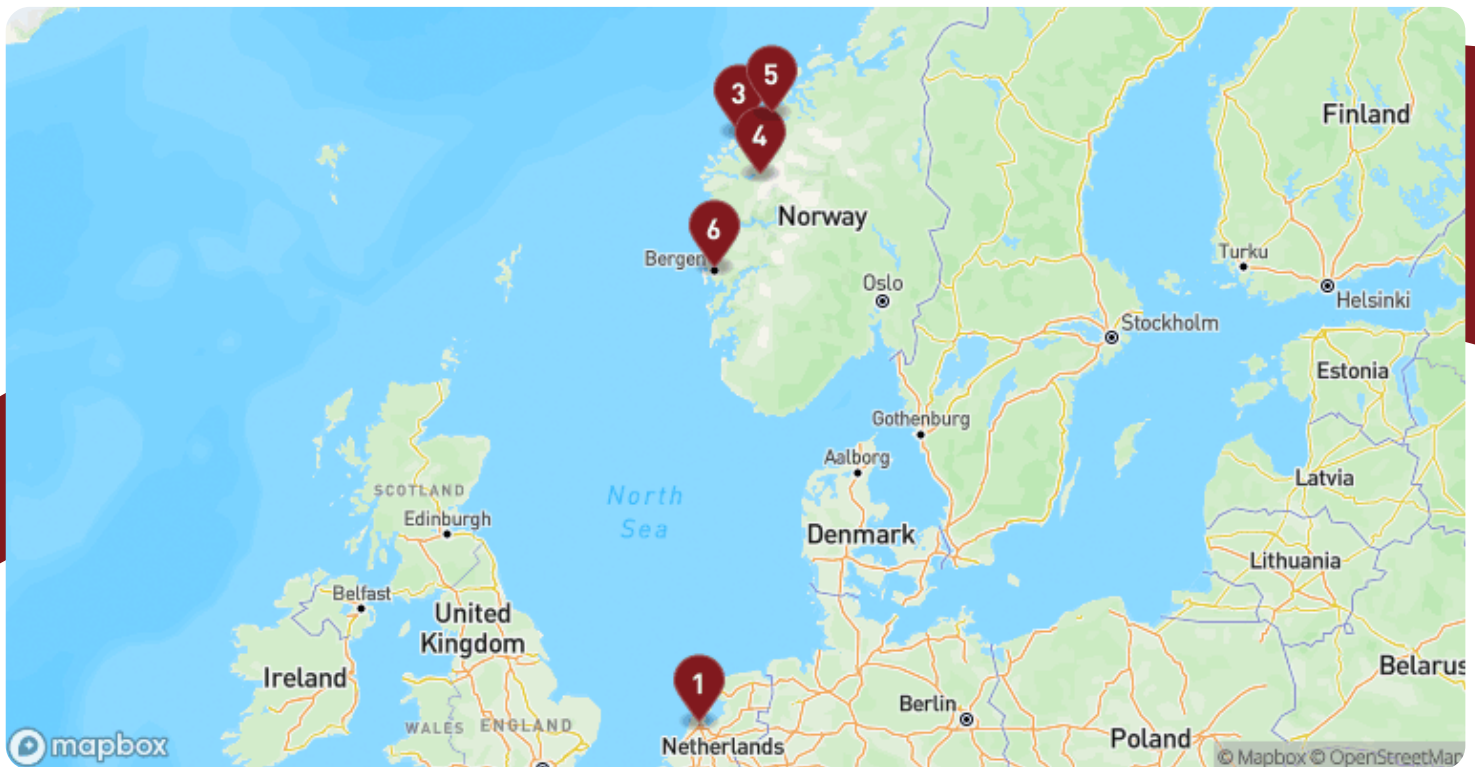 5
3
Finland
4
Norway
6
Bergen
Turku
Oslo
Helsinki
Stockholm
Estonia
Gothenburg
Aalborg
Latvia
SCOTLAND
North
Sea
Edinburgh
Denmark
Lithuania
Belfast
United
Kingdom
Ireland
Belarus
1
Berlin
WALES
ENGLAND
Poland
Netherlands
mapbox
© Mapbox © OpenStreetMap